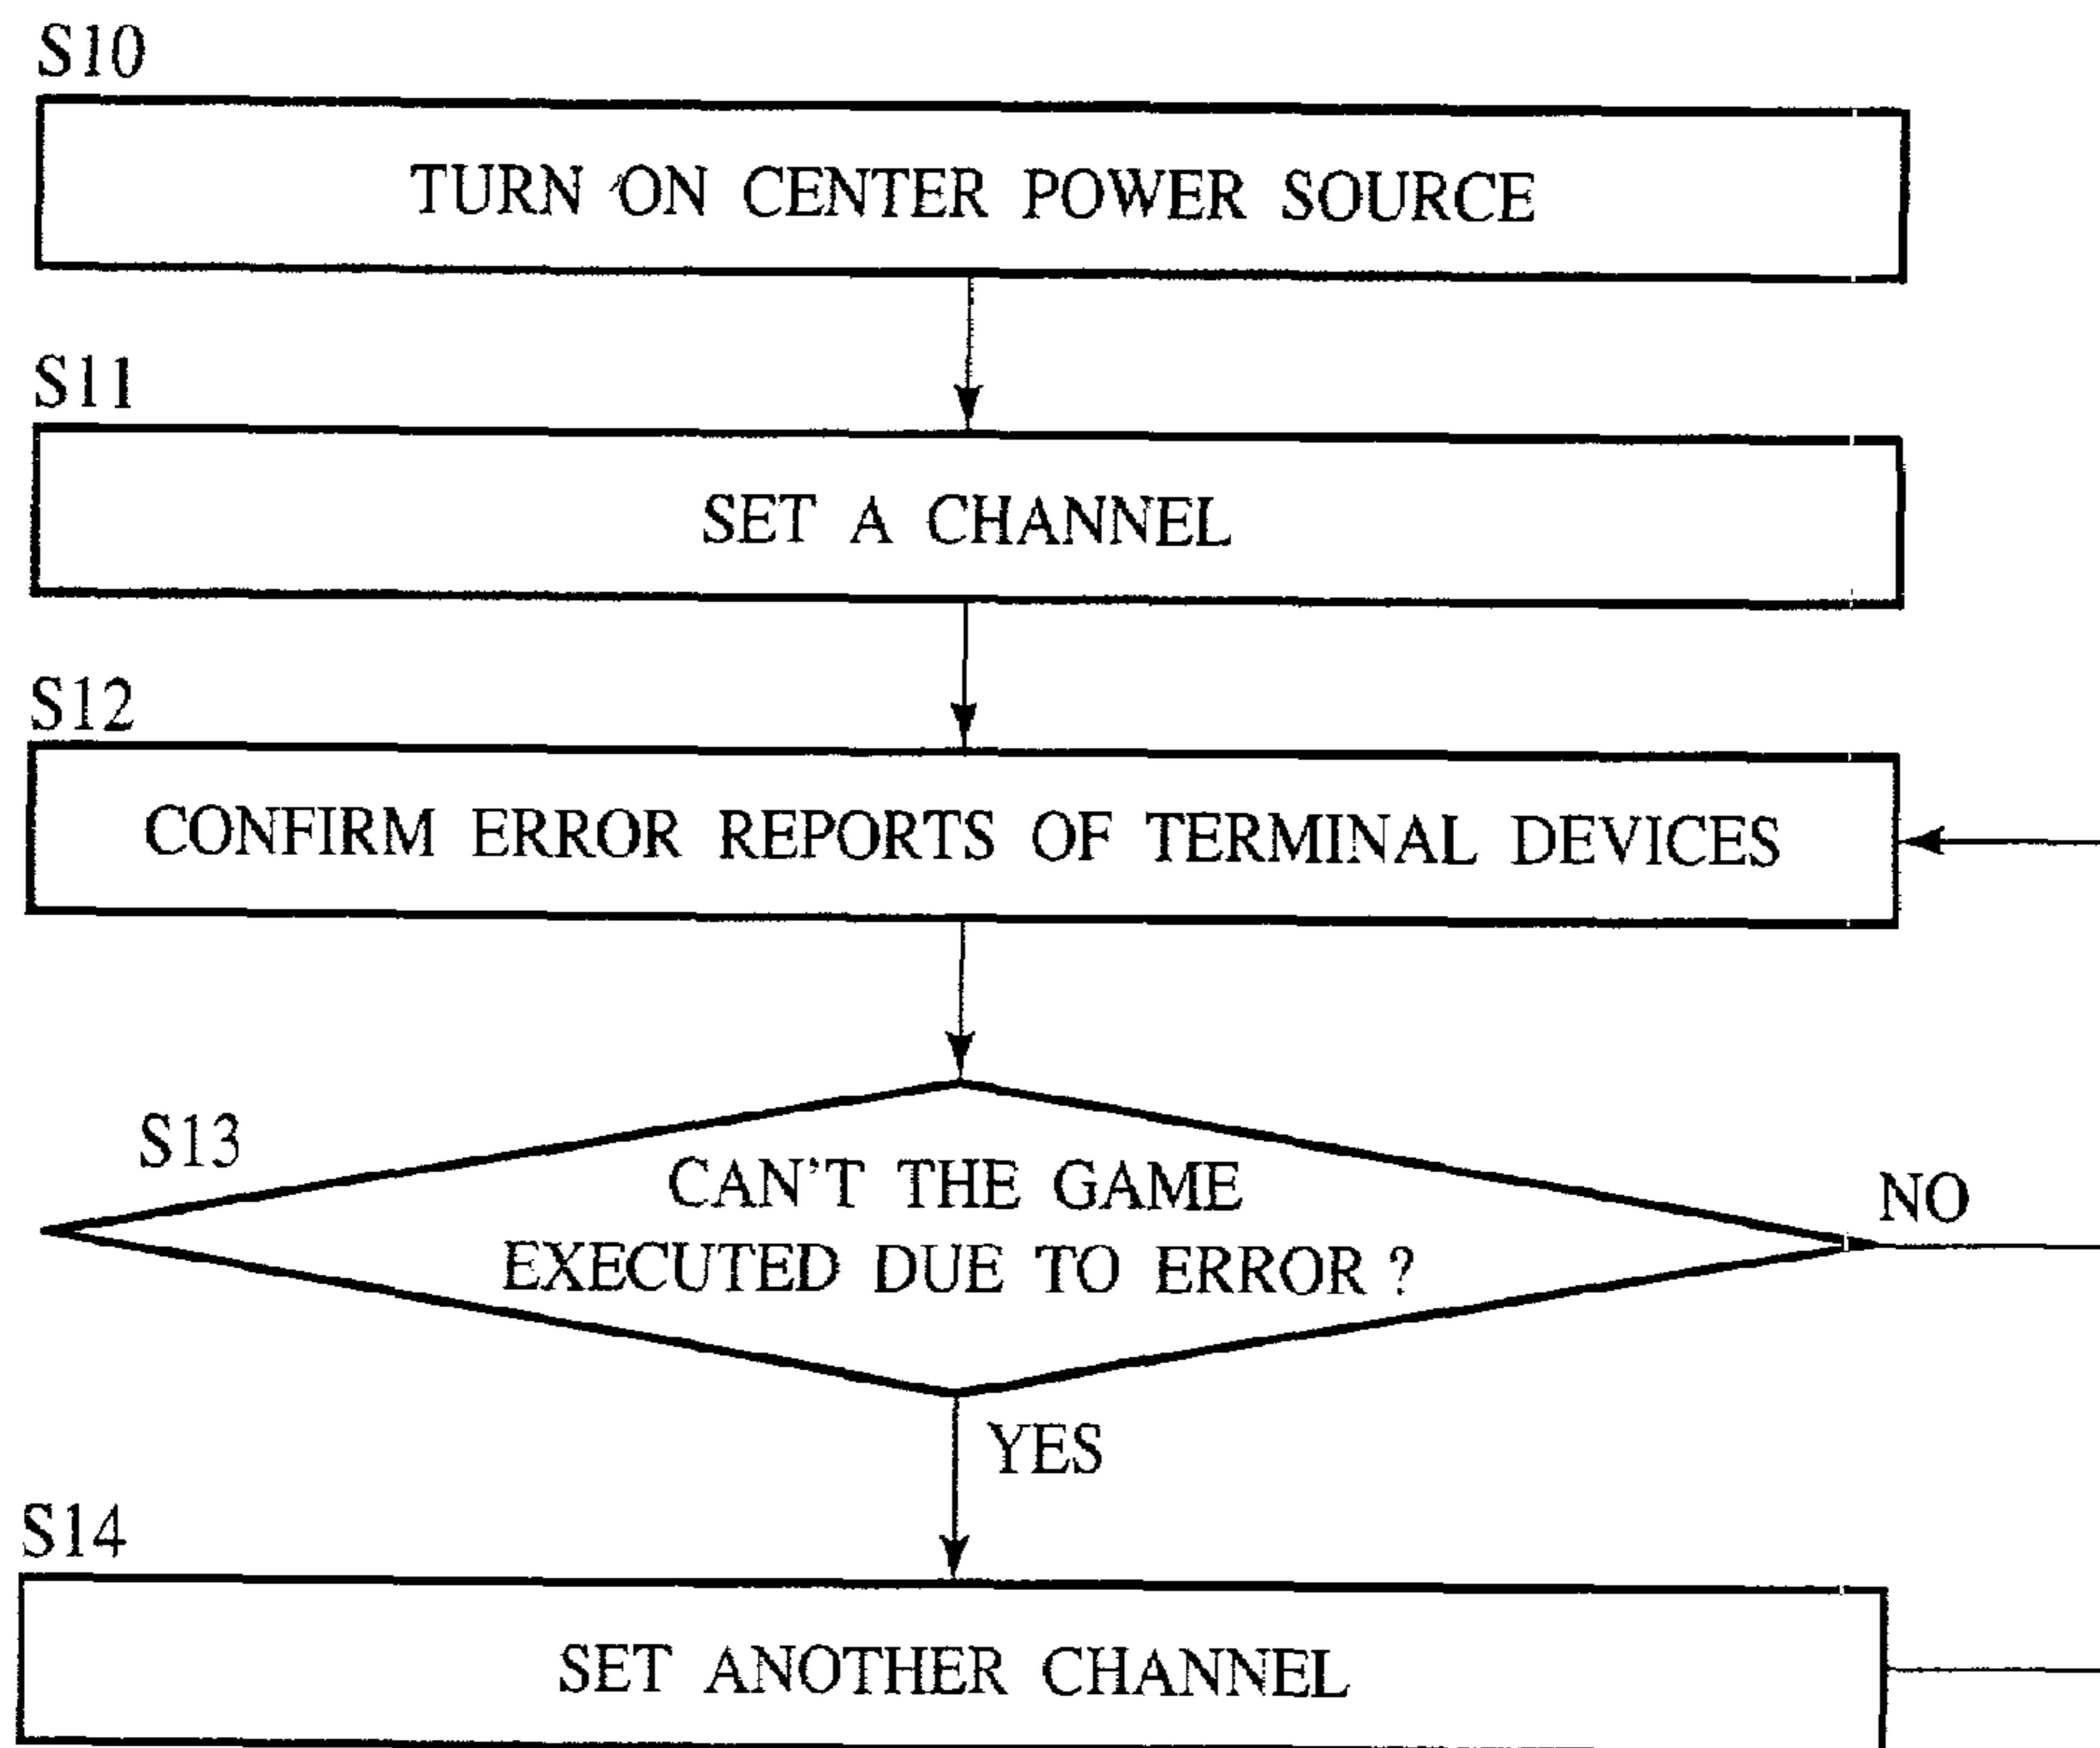 S10
TURN ON CENTER POWER SOURCE
S11
SET A CHANNEL
S12
CONFIRM ERROR REPORTS OF TERMINAL DEVICES
S13
CAN'T THE GAME
EXECUTED DUE TO ERROR ?
NO
YES
S14
SET ANOTHER CHANNEL